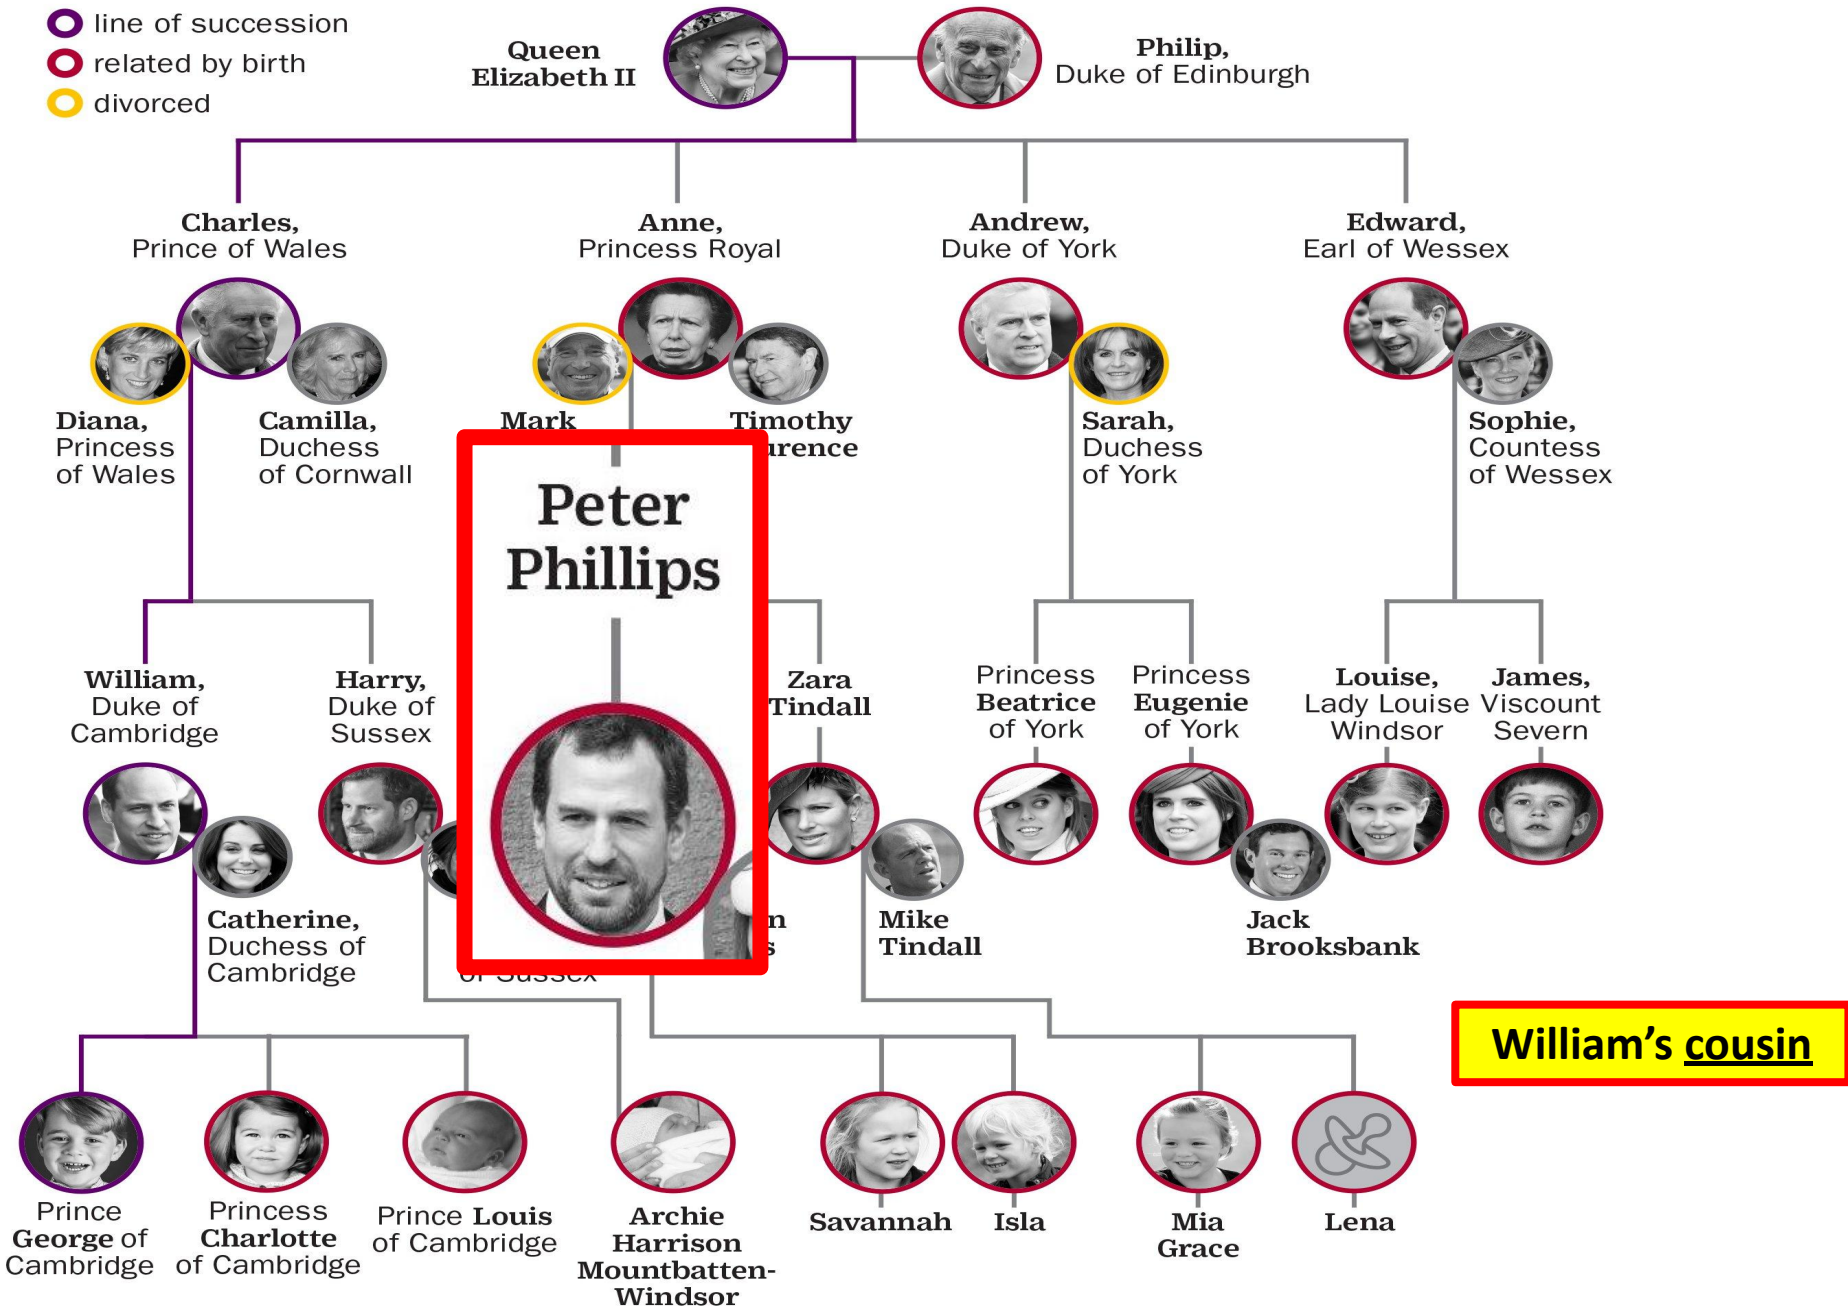 line of succession
related by birth
divorced
Queen
Elizabeth II
Philip,
Duke of Edinburgh
Charles,
Prince of Wales
Anne,
Princess Royal
Andrew,
Duke of York
Edward,
Earl of Wessex
Diana,
Princess
of Wales
Camilla,
Duchess
of Cornwall
Mark
Timothy
urence
Sarah,
Duchess
of York
Sophie,
Countess
of Wessex
Peter
Phillips
William,
Duke of
Cambridge
Harry,
Duke of
Sussex
Zara
Tindall
Princess
Beatrice
of York
Princess
Eugenie
of York
Louise,
Lady Louise
Windsor
James,
Viscount
Severn
Catherine,
Duchess of
Cambridge
of Sussex
n
s
Mike
Tindall
Jack
Brooksbank
William's cousin
Prince
George of
Cambridge
Princess
Charlotte
of Cambridge
Prince Louis
of Cambridge
Archie
Harrison
Mountbatten-
Windsor
Savannah
Isla
Mia
Grace
Lena